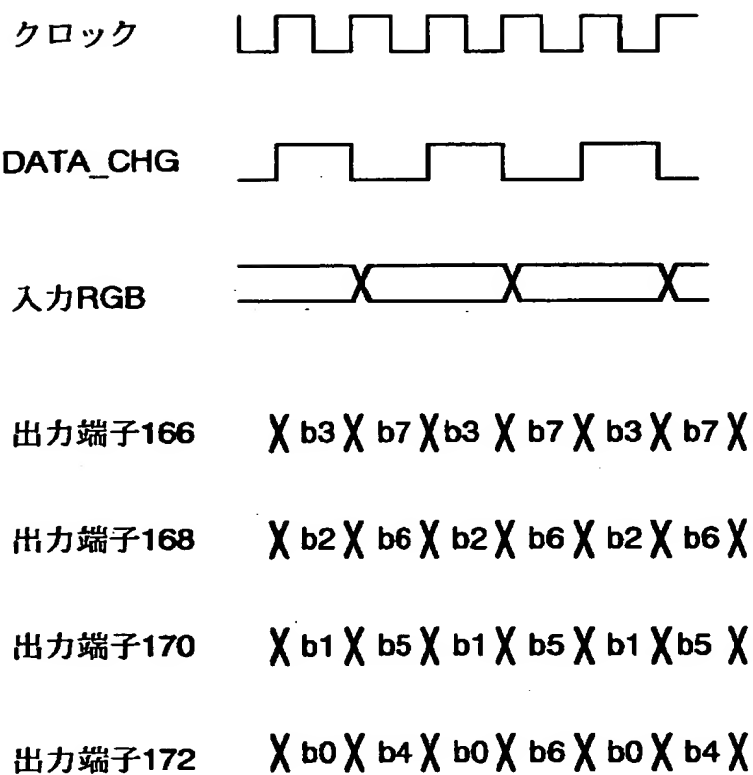 クロック
DATA_CHG
入力RGB
出力端子166 X b3 X b7 X b3 X b7 X b3 X b7 X
出力端子168 X b2 X b6 X b2 X b6 X b2 X b6 X
出力端子170 X b1 X b5 X b1 X b5 X b1 X b5 X
出力端子172 X b0 X b4 X b0 X b6 X b0 X b4 X